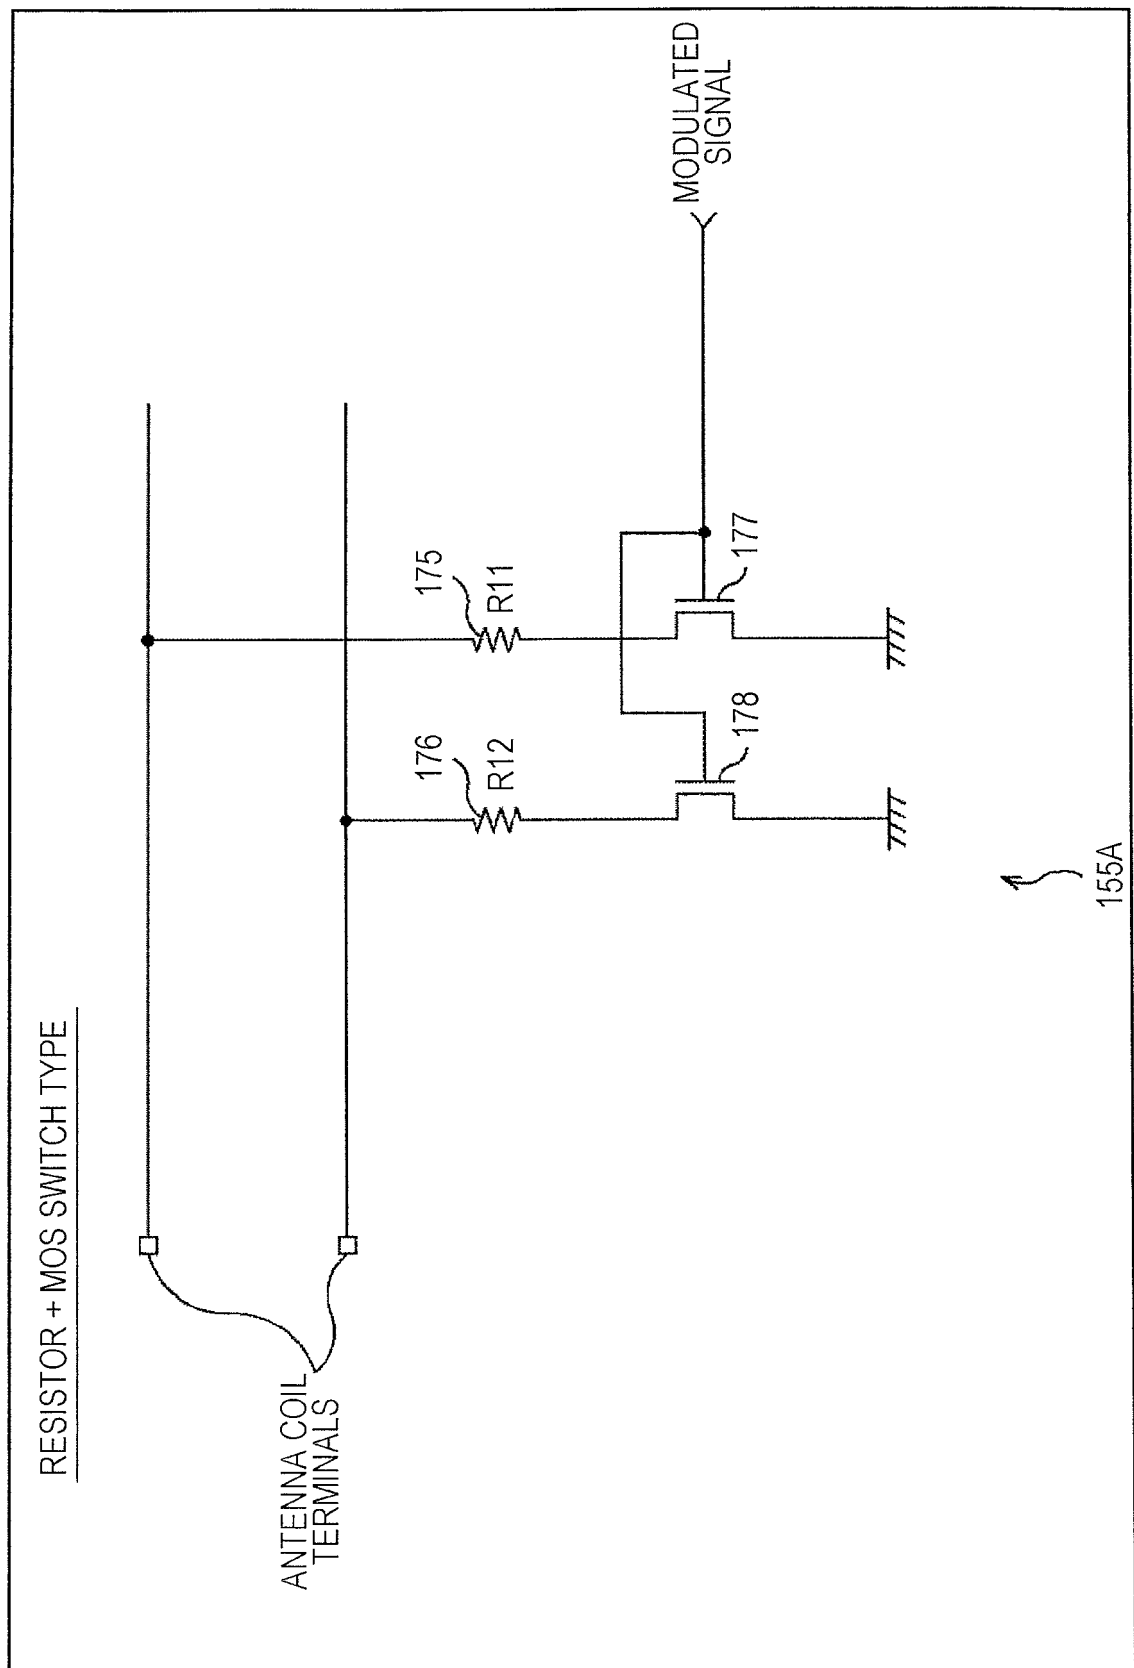 RESISTOR + MOS SWITCH TYPE
ANTENNA COIL
TERMINALS
176
R12
175
R11
178
177
MODULATED
SIGNAL
155A